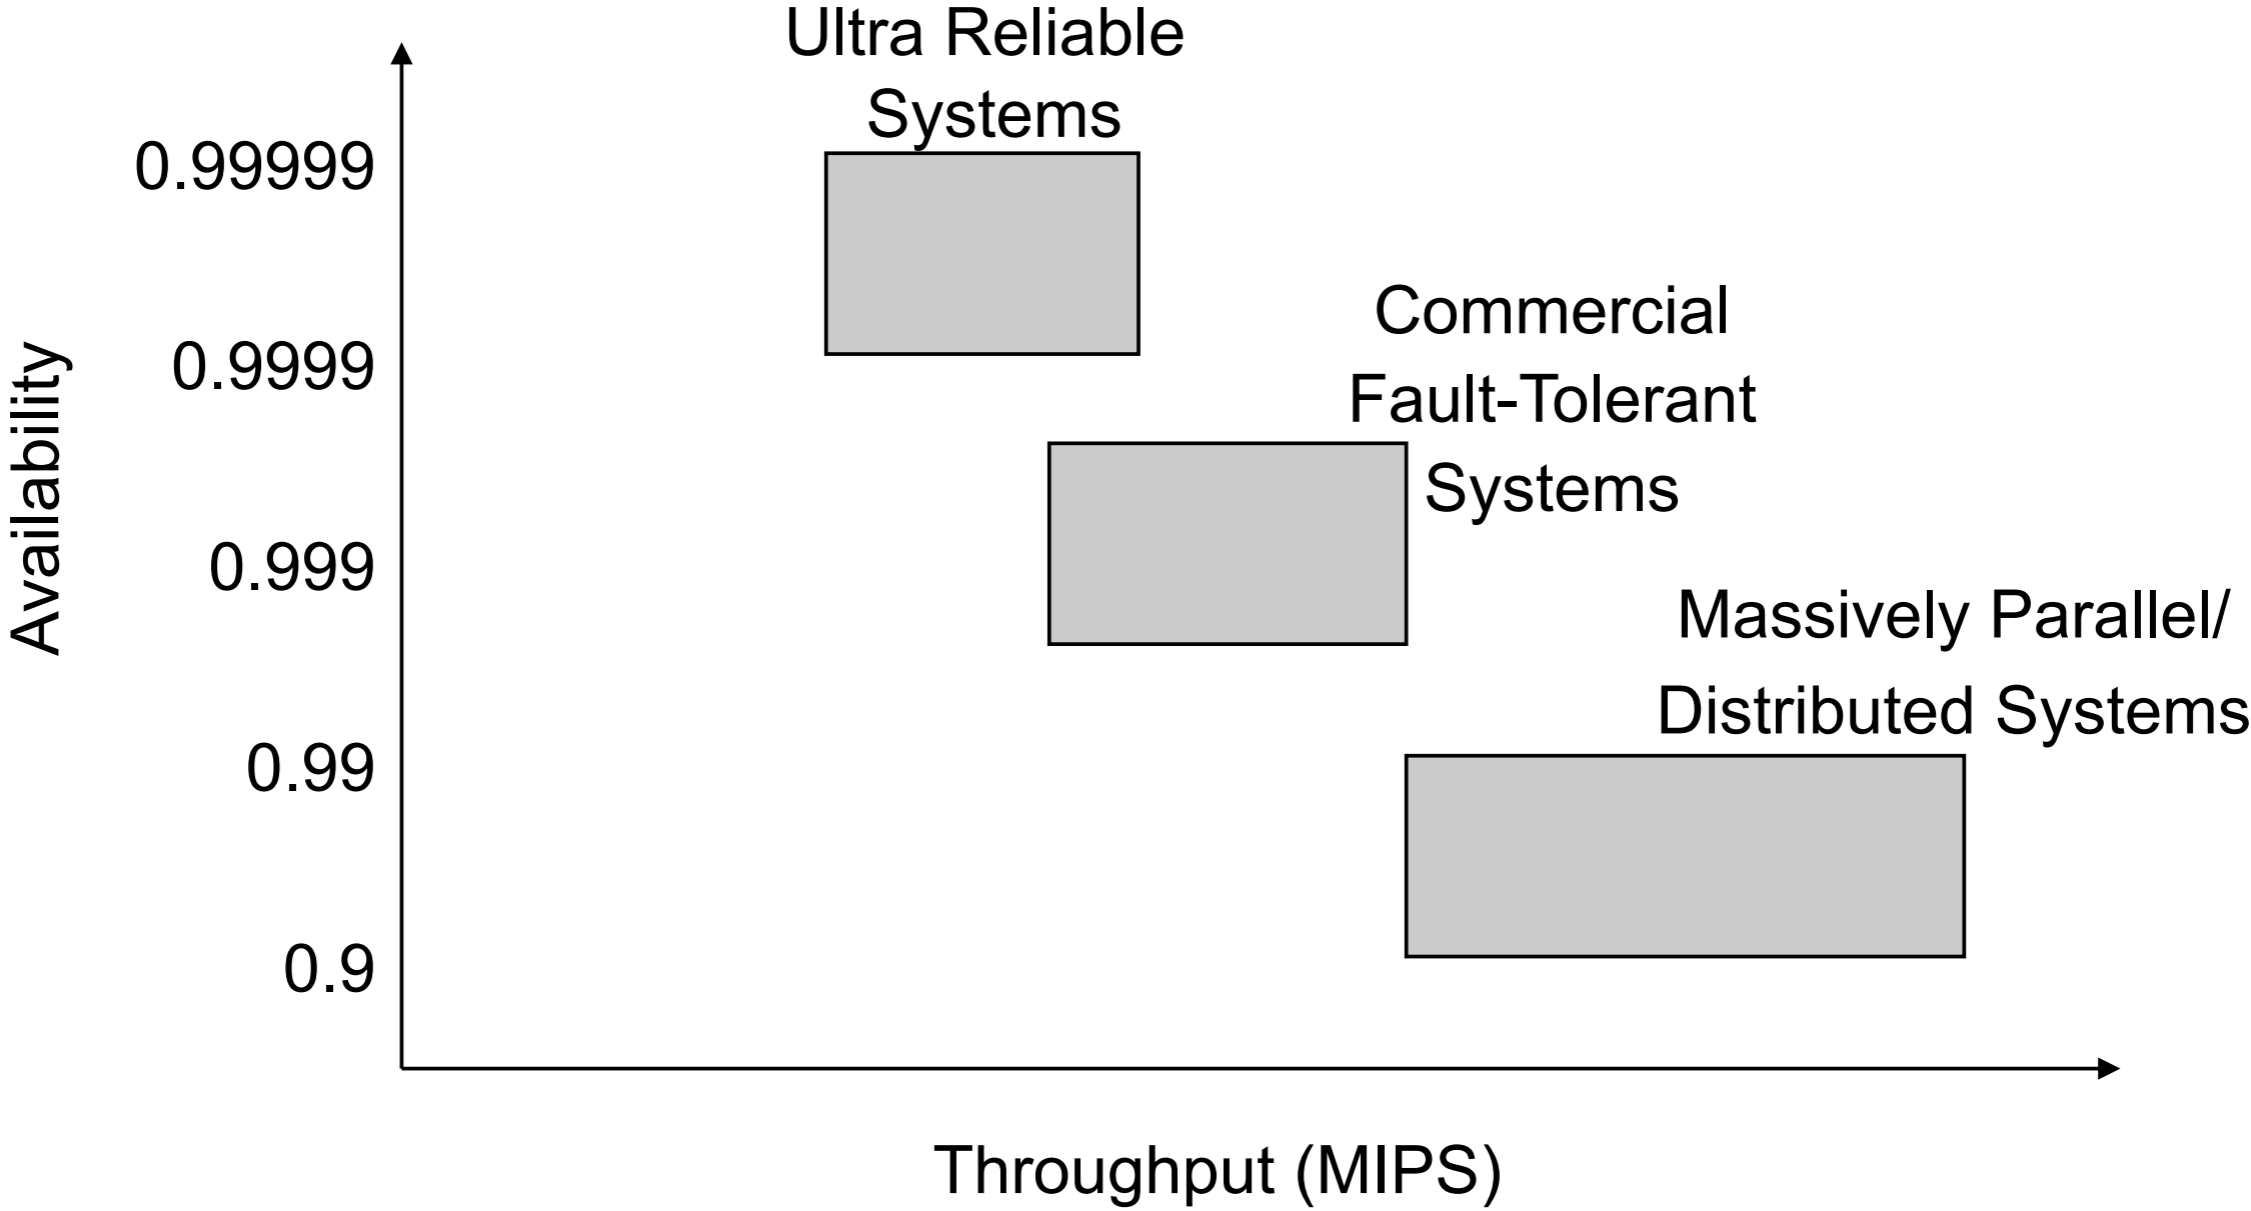 Ultra Reliable
Systems
0.99999
Commercial
0.9999
Fault-Tolerant
Systems
Availability
0.999
Massively Parallel/
Distributed Systems
0.99
0.9
Throughput (MIPS)